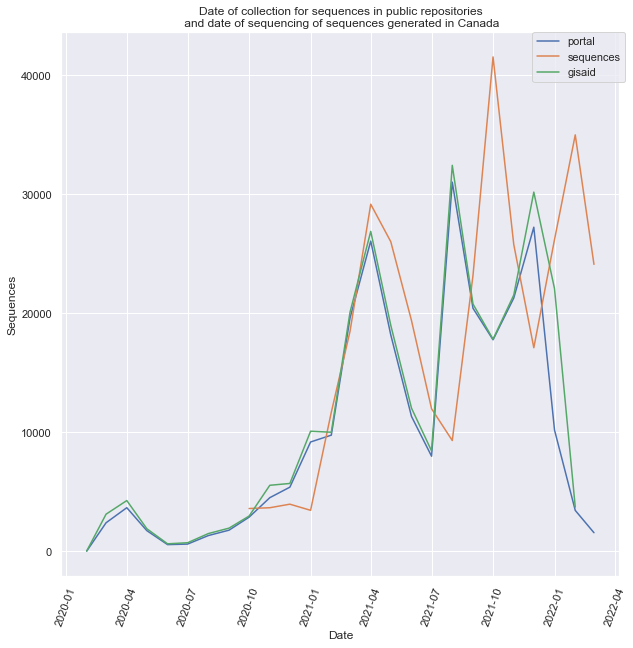 Date of collection for sequences in public repositories
and date of sequencing of sequences generated in Canada
portal
sequences
gisaid
40000
30000
20000
10000
0
Sequences
2020-01
2020-04
2020-07
2020-10
2021-01
2021-04
2021-07
2021-10
2022-01
2022-04
Date